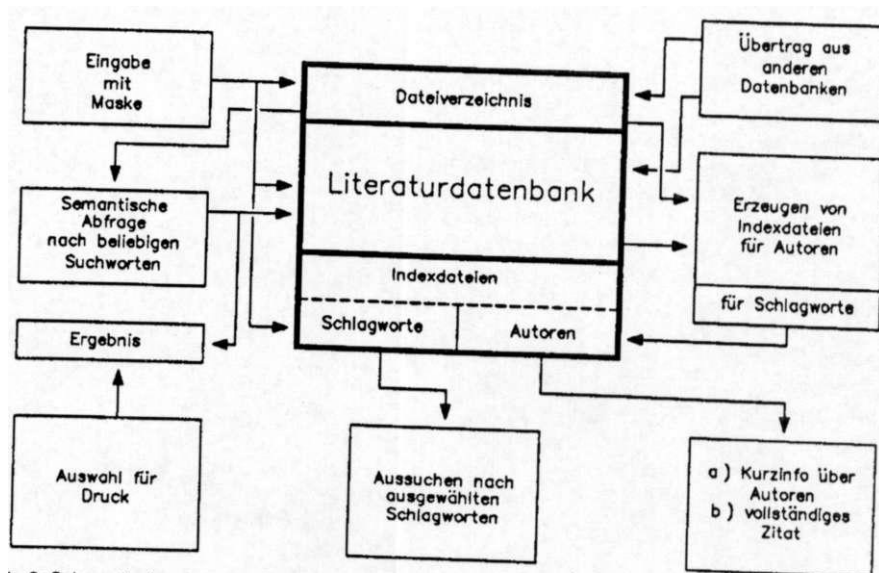 Eingabe
mit
Maske
Dateiverzeichnis
Übertrag aus
anderen
Datenbanken
Literaturdatenbank
Semantische
Abfrage
nach beliebigen
Suchworten
Erzeugen von
Indexdateien
für Autoren
für Schlagworte
Indexdateien
Schlagworte
Autoren
Ergebnis
Auswahl für
Druck
Aussuchen nach
ausgewählten
Schlagworten
a) Kurzinfo über
Autoren
b) vollständiges
Zitat